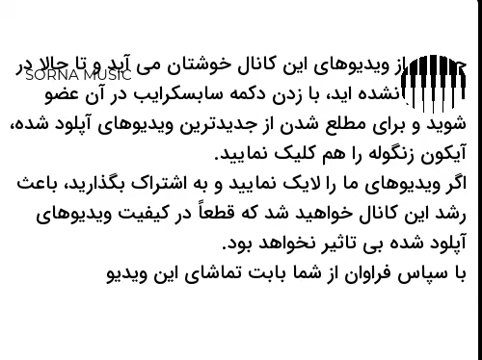 SORNA MUSIC
از ویدیوهای این کانال خوشتان می آید و تا حالا در
نشده اید، با زدن دکمه سابسکرایب در آن عضو
شوید و برای مطلع شدن از جدیدترین ویدیوهای آپلود شده،
آیکون زنگوله را هم کلیک نمایید.
اگر ویدیوهای ما را لایک نمایید و به اشتراک بگذارید، باعث
رشد این کانال خواهید شد که قطعاً در کیفیت ویدیوهای
آپلود شده بی تاثیر نخواهد بود.
با سپاس فراوان از شما بابت تماشای این ویدیو